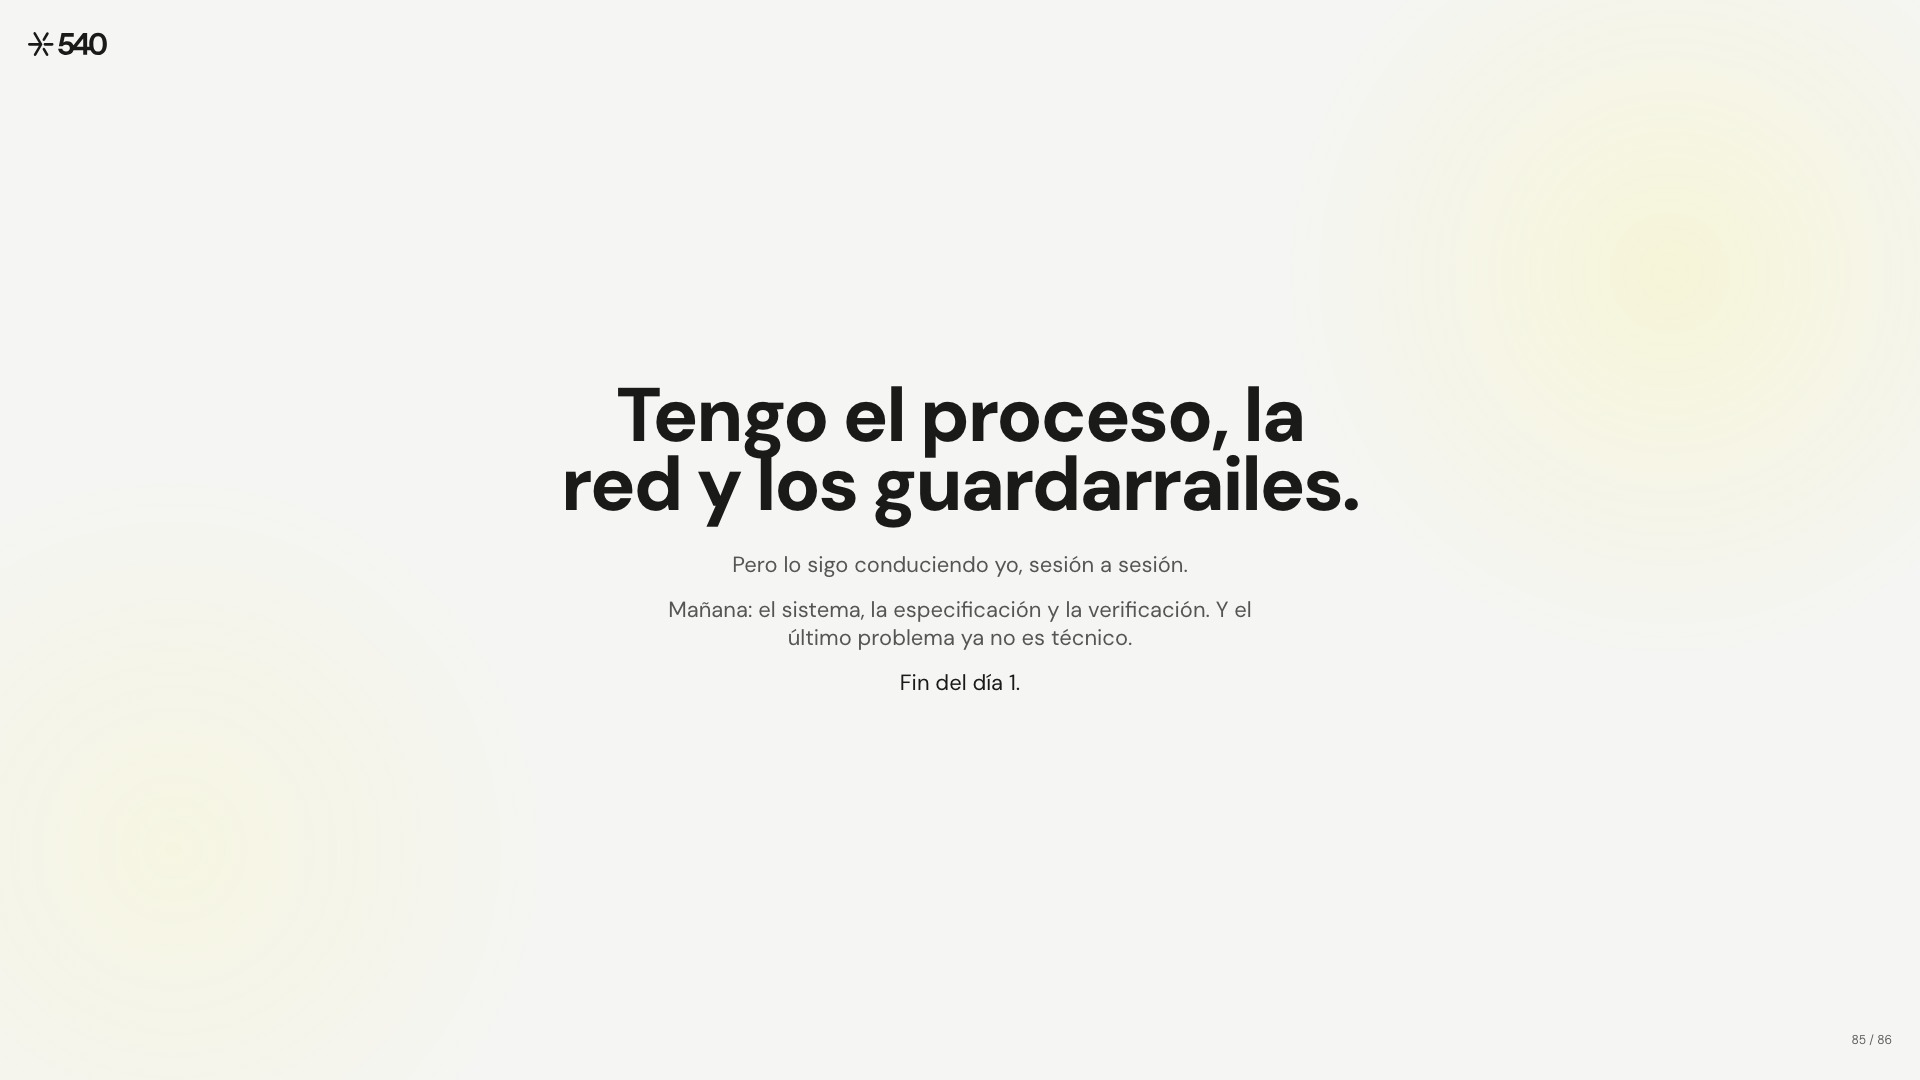 540
Tengo el proceso, la
red y los guardarrailes.
Pero lo sigo conduciendo yo, sesión a sesión.
Mañana: el sistema, la especificación y la verificación. Y el
último problema ya no es técnico.
Fin del día 1.
85 / 86